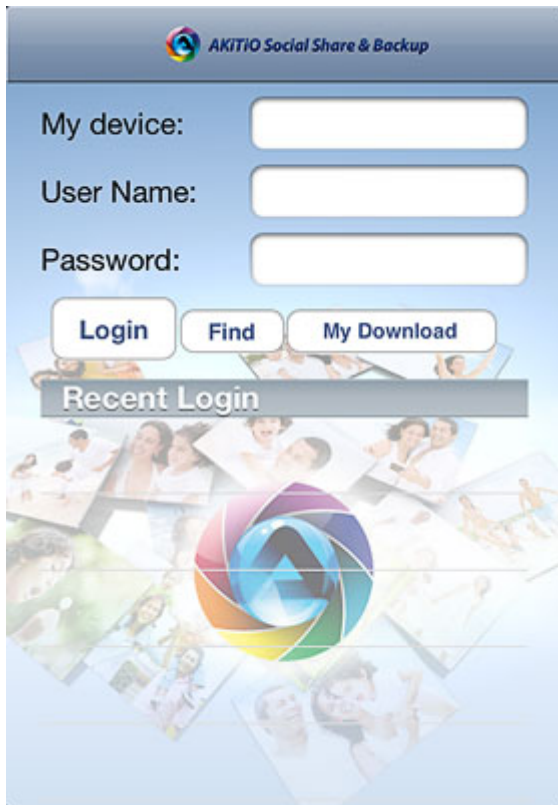 AKiTiO Social Share & Backup
My device:
User Name:
Password:
Login Find My Download
Recent Login